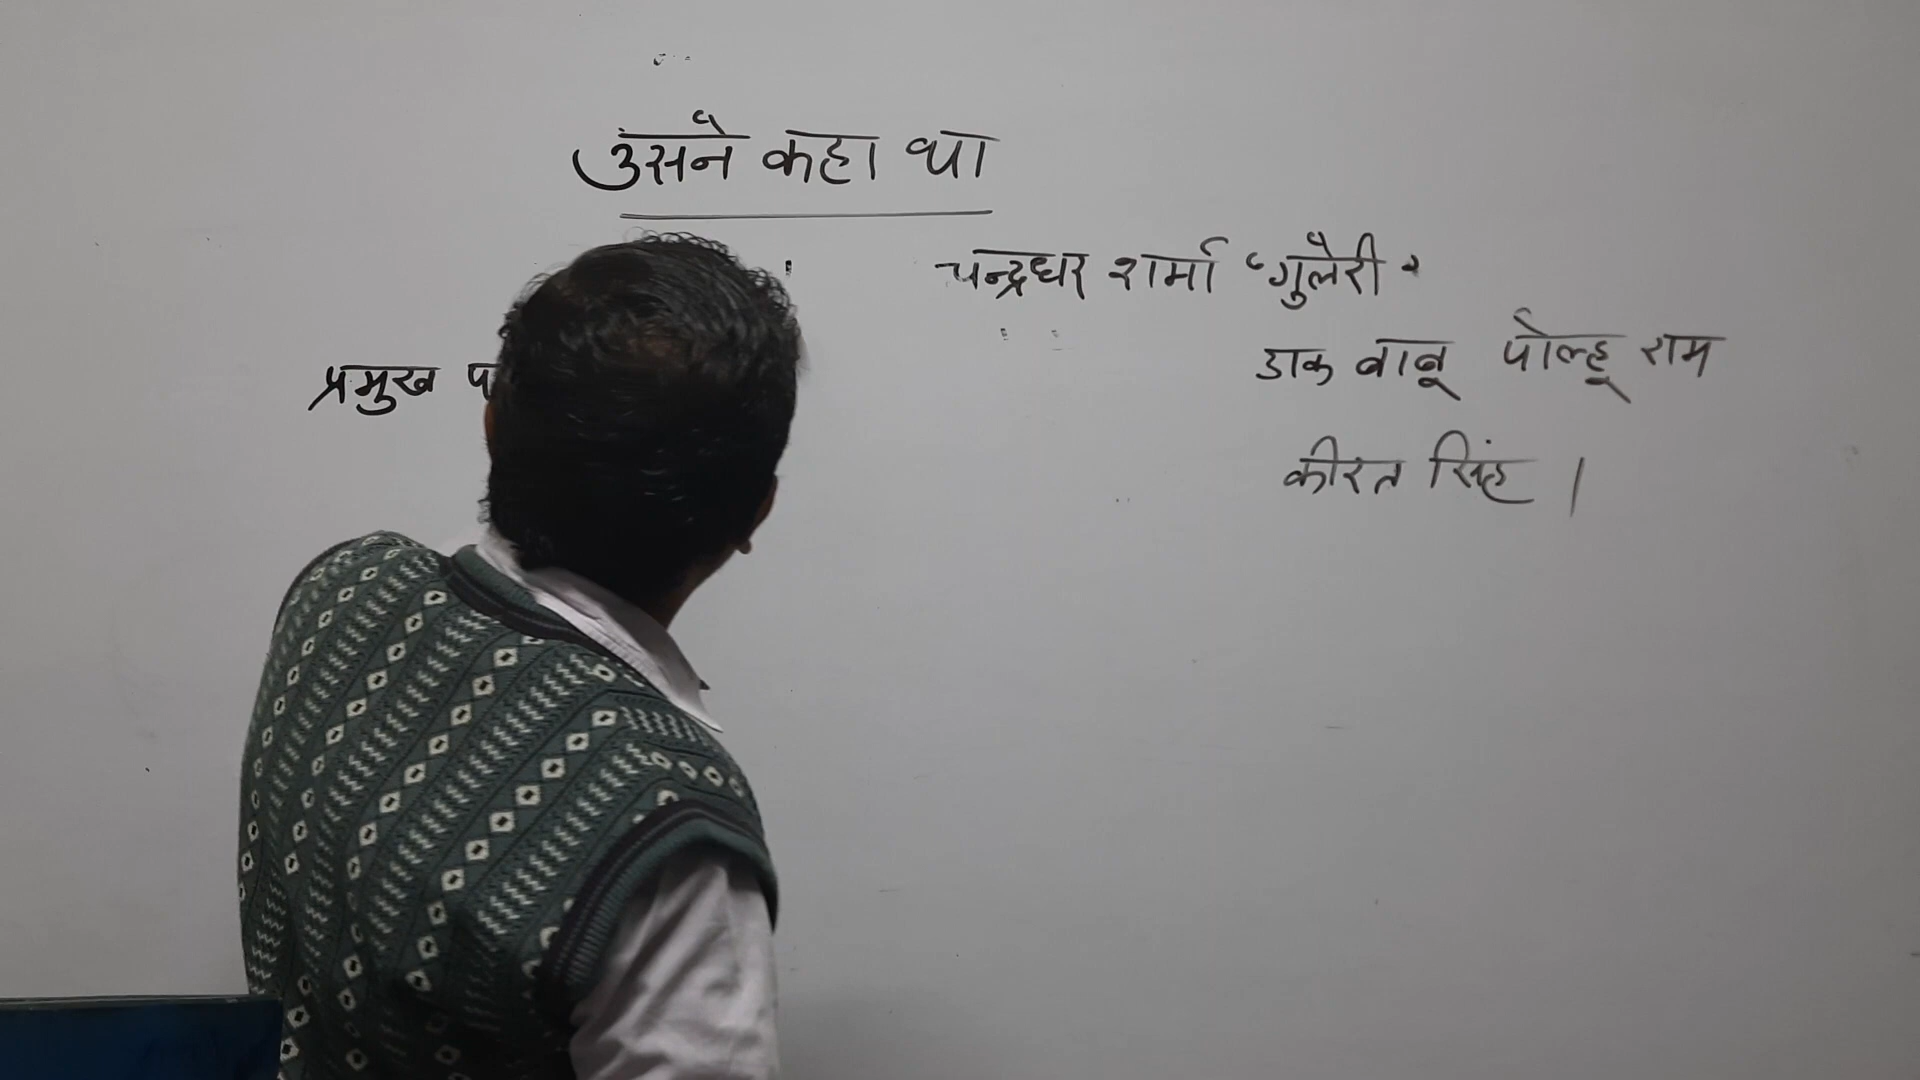 उसने कहा था
चन्द्रधर शर्मा ‘गुलेरी’
डाक बाबू पोल्हू राम
प्रमुख
कीरत सिंह।